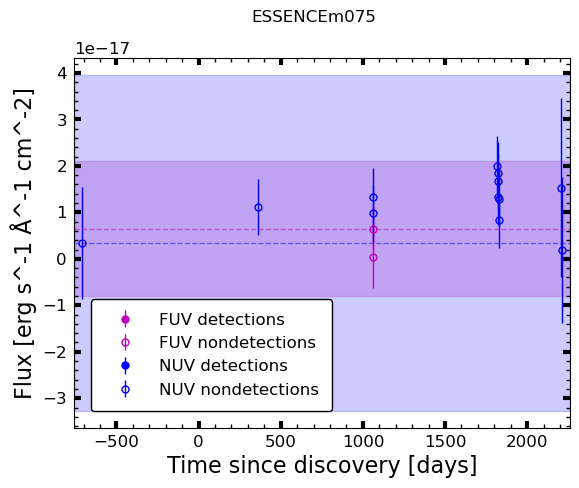 ESSENCEm075
1e−17
4
3
2
1
0
−1
−2
−3
Flux [erg s^-1 Å^-1 cm^-2]
FUV detections
FUV nondetections
NUV detections
NUV nondetections
−500 0 500 1000 1500 2000
Time since discovery [days]